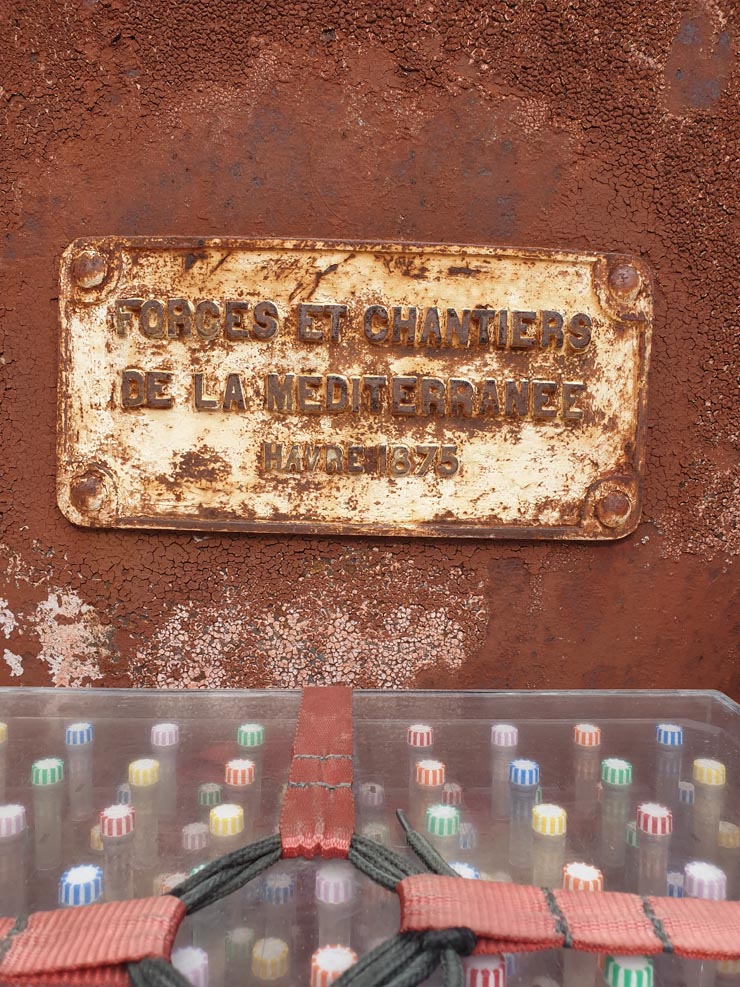 FORGES ET CHANTIERS
DE LA MEDITERRANEE
HAVRE 1875